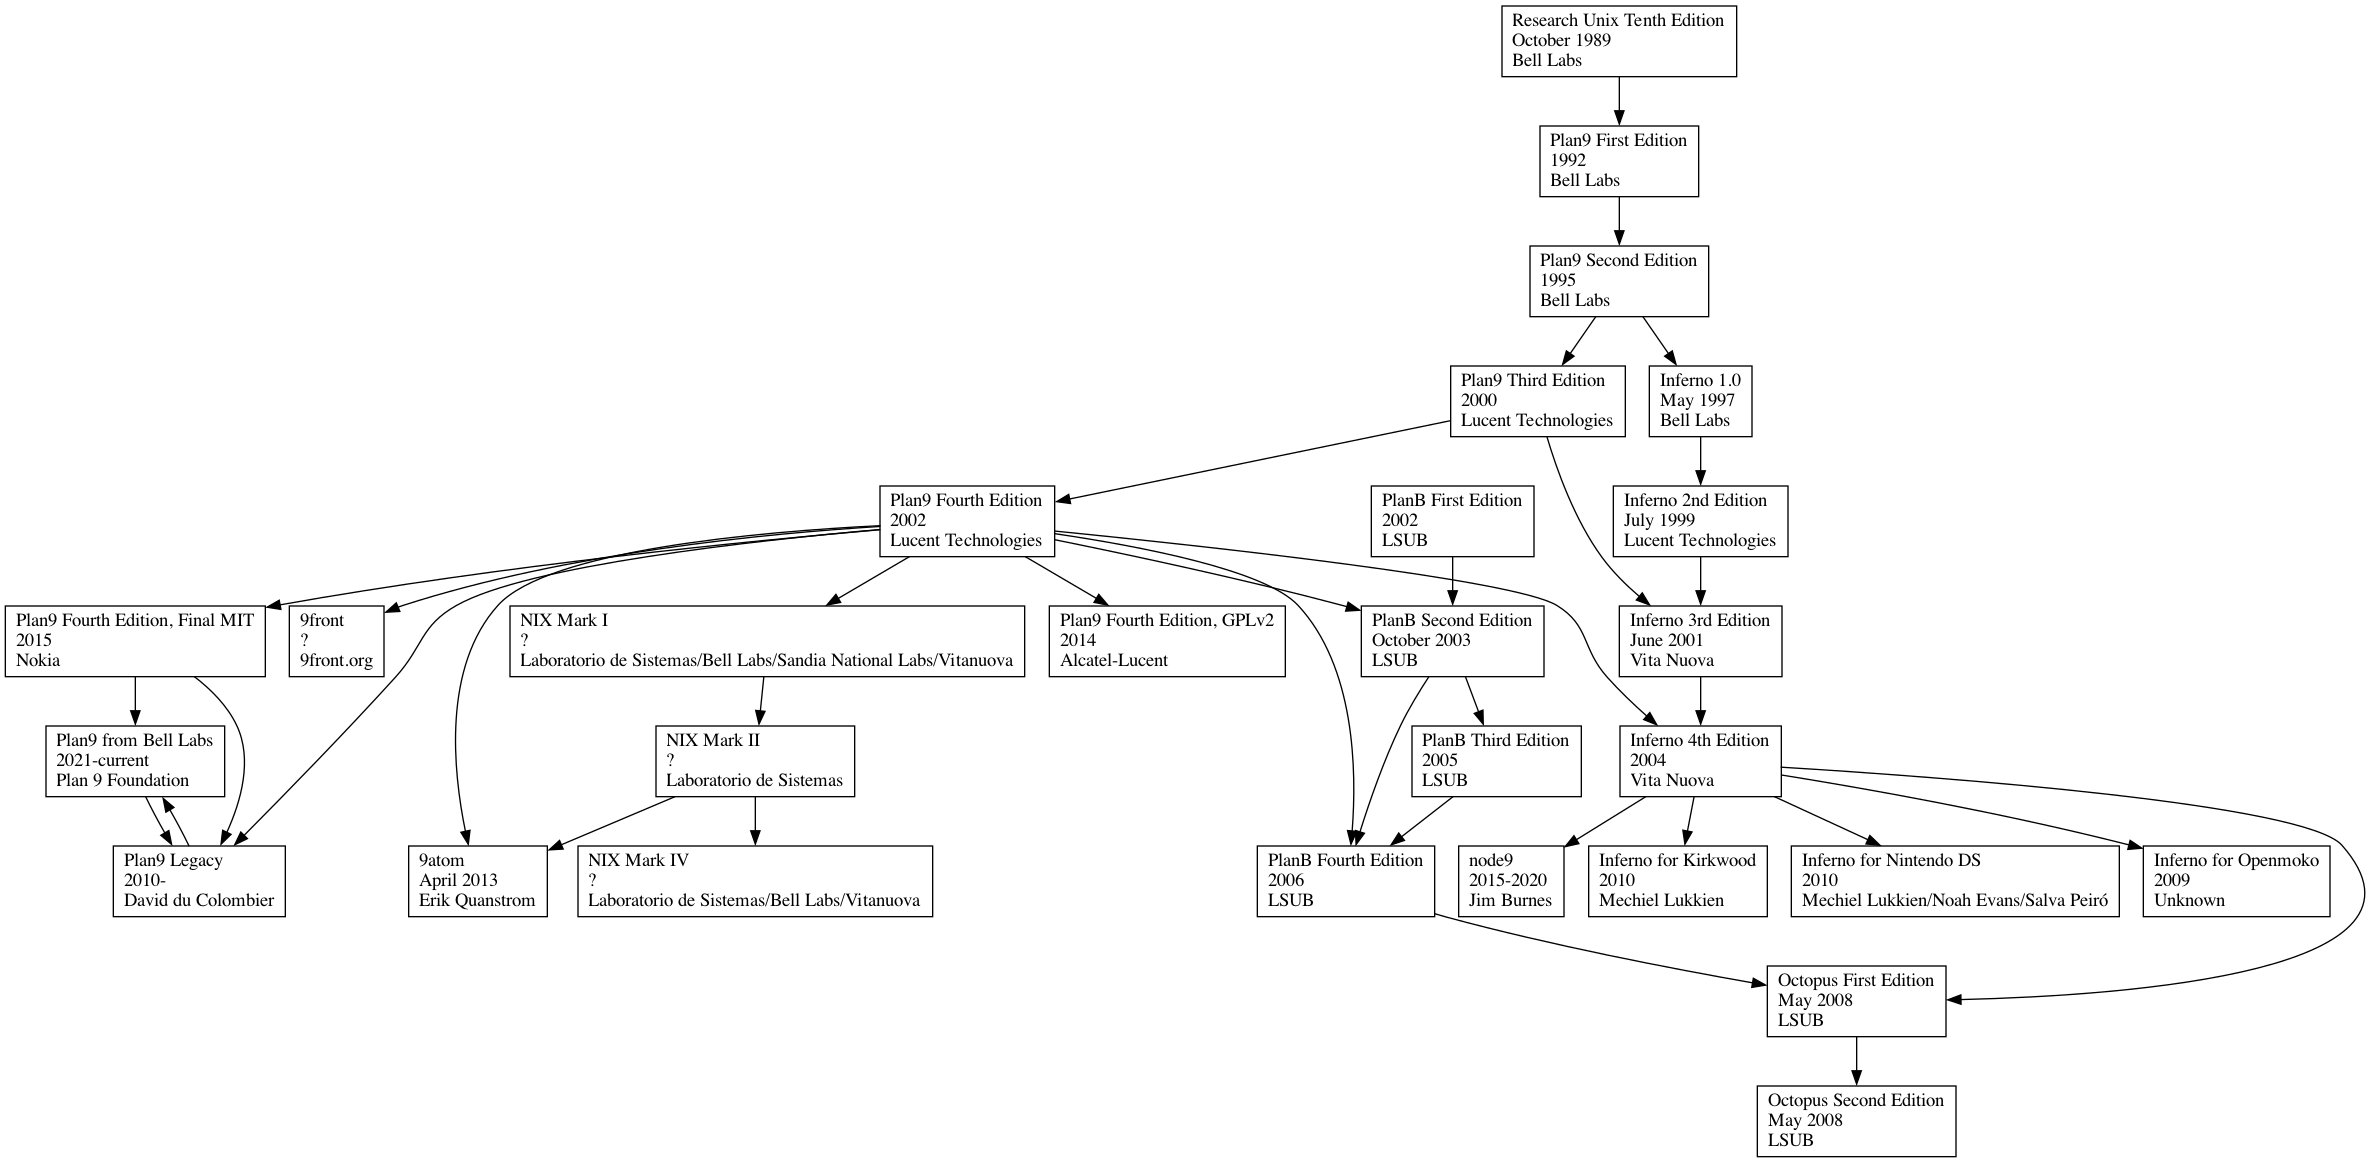 Research Unix Tenth Edition
October 1989
Bell Labs
Plan9 First Edition
1992
Bell Labs
Plan9 Second Edition
1995
Bell Labs
Plan9 Third Edition
2000
Lucent Technologies
Inferno 1.0
May 1997
Bell Labs
Plan9 Fourth Edition
2002
Lucent Technologies
PlanB First Edition
2002
LSUB
Inferno 2nd Edition
July 1999
Lucent Technologies
Plan9 Fourth Edition, Final MIT
2015
Nokia
9front
?
9front.org
NIX Mark I
?
Laboratorio de Sistemas/Bell Labs/Sandia National Labs/Vitanuova
Plan9 Fourth Edition, GPLv2
2014
Alcatel-Lucent
PlanB Second Edition
October 2003
LSUB
Inferno 3rd Edition
June 2001
Vita Nuova
Plan9 from Bell Labs
2021-current
Plan 9 Foundation
NIX Mark II
?
Laboratorio de Sistemas
PlanB Third Edition
2005
LSUB
Inferno 4th Edition
2004
Vita Nuova
Plan9 Legacy
2010-
David du Colombier
9atom
April 2013
Erik Quanstrom
NIX Mark IV
?
Laboratorio de Sistemas/Bell Labs/Vitanuova
PlanB Fourth Edition
2006
LSUB
node9
2015-2020
Jim Burnes
Inferno for Kirkwood
2010
Mechiel Lukkien
Inferno for Nintendo DS
2010
Mechiel Lukkien/Noah Evans/Salva Peiró
Inferno for Openmoko
2009
Unknown
Octopus First Edition
May 2008
LSUB
Octopus Second Edition
May 2008
LSUB